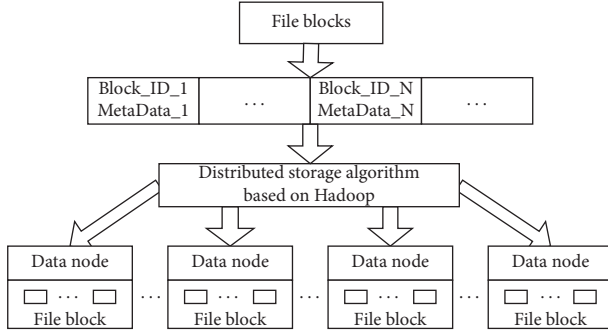 File blocks
Block_ID_1 ... Block_ID_N ...
MetaData_1 MetaData_N
Distributed storage algorithm
based on Hadoop
Data node Data node Data node Data node
... ... ... ... ... ... ...
File block File block File block File block